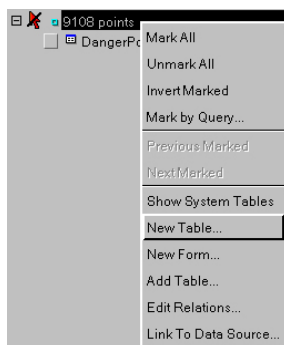 9108 points
DangerPo
Mark All
Unmark All
Invert Marked
Mark by Query...
Previous Marked
Next Marked
Show System Tables
New Table...
New Form...
Add Table...
Edit Relations...
Link To Data Source...